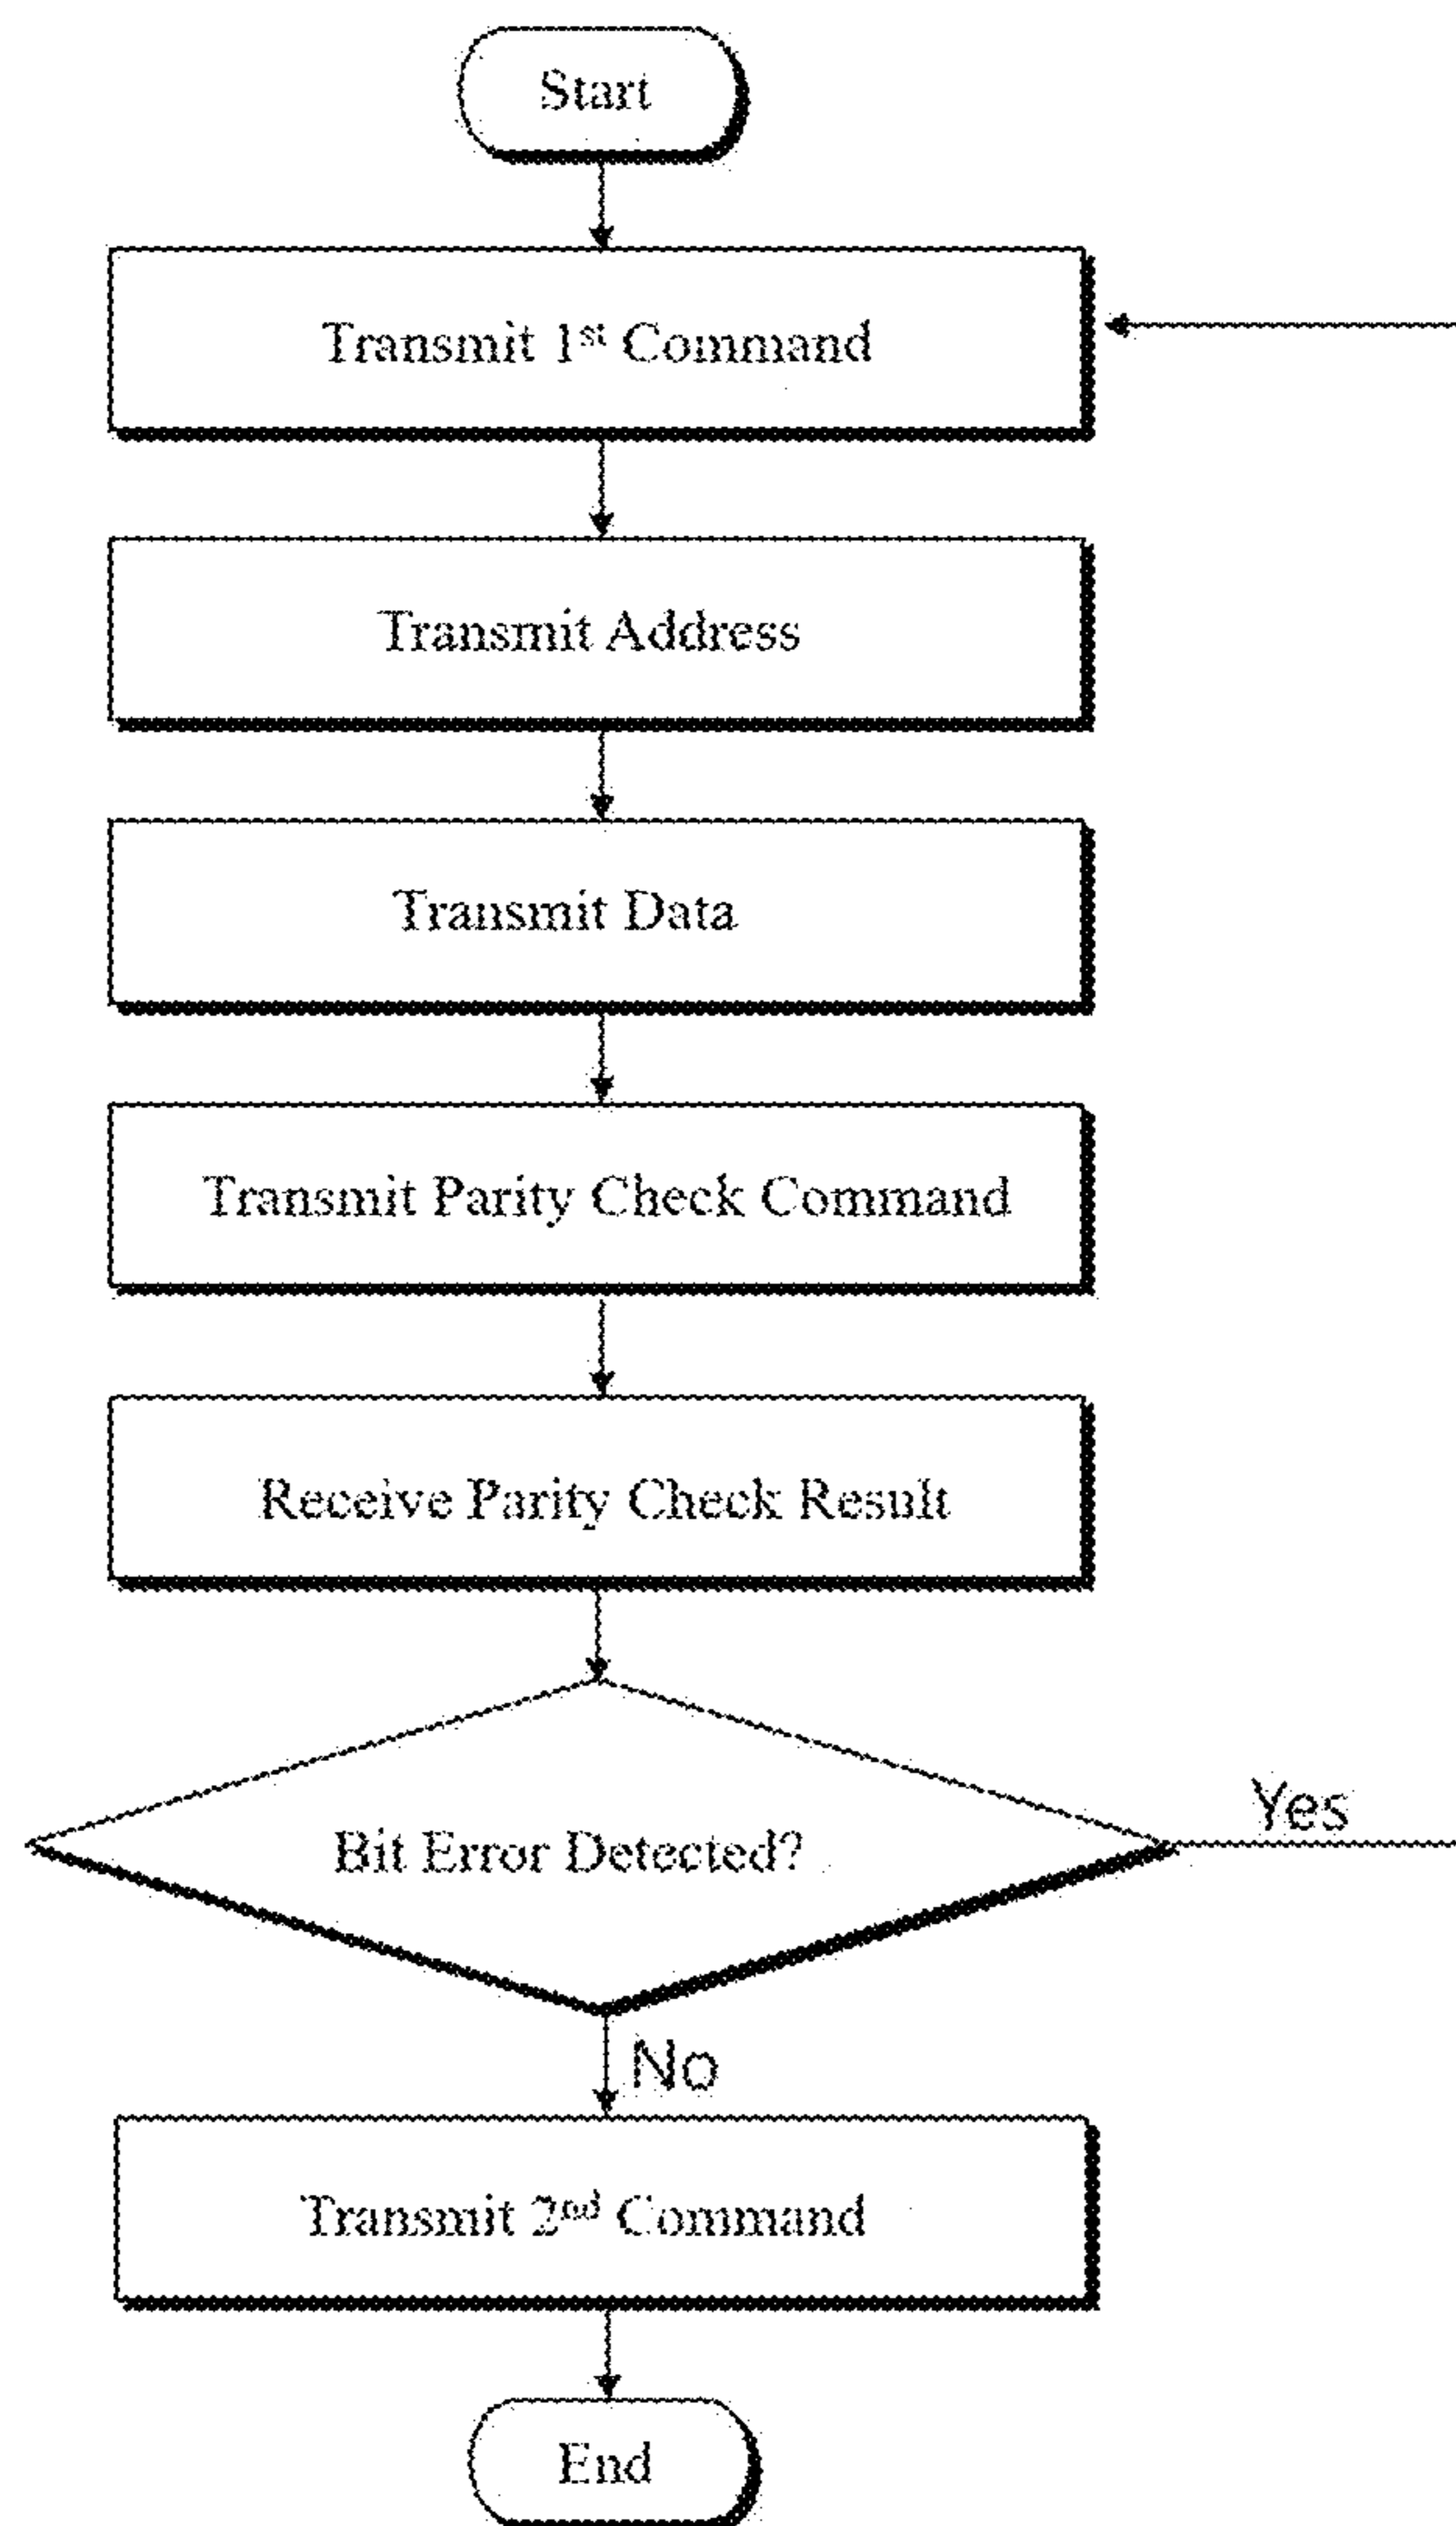 Start
Transmit 1st Command
Transmit Address
Transmit Data
Transmit Parity Check Command
Receive Parity Check Result
Bit Error Detected?
Yes
No
Transmit 2nd Command
End